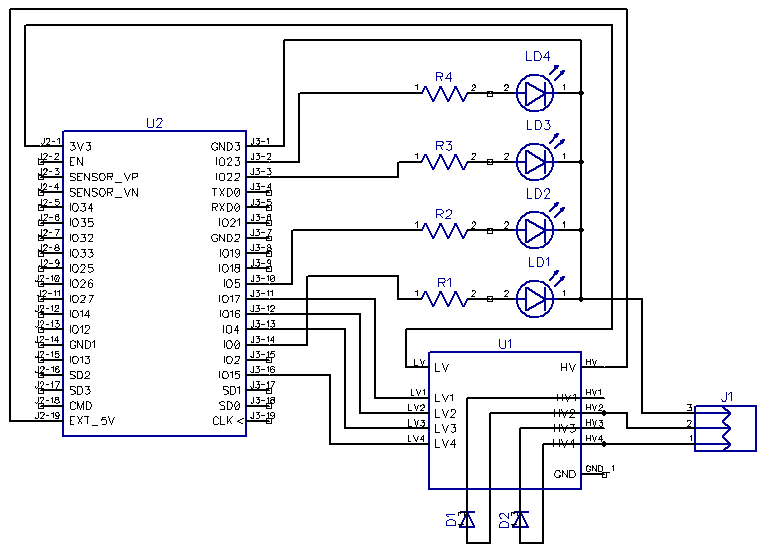 LD4
R4
1 2 2 1
LD3
R3
1 2 2 1
LD2
R2
1 2 2 1
LD1
R1
1 2 2 1
U2
J2-1 3V3 GND3 J3-1
J2-2 EN IO23 J3-2
J2-3 SENSOR_VP IO22 J3-3
J2-4 SENSOR_VN TXD0 J3-4
J2-5 IO34 RXD0 J3-5
J2-6 IO35 IO21 J3-6
J2-7 IO32 GND2 J3-7
J2-8 IO33 IO19 J3-8
J2-9 IO25 IO18 J3-9
J2-10 IO26 IO5 J3-10
J2-11 IO27 IO17 J3-11
J2-12 IO14 IO16 J3-12
J2-13 IO12 IO4 J3-13
J2-14 GND1 IO0 J3-14
J2-15 IO13 IO2 J3-15
J2-16 SD2 IO15 J3-16
J2-17 SD3 SD1 J3-17
J2-18 CMD SD0 J3-18
J2-19 EXT_5V CLK < J3-19
U1
LV LV HV HV
LV1 LV1 HV1 HV1
LV2 LV2 HV2 HV2
LV3 LV3 HV3 HV3
LV4 LV4 HV4 HV4
GND GND_1
J1
3
2
1
D1
D2